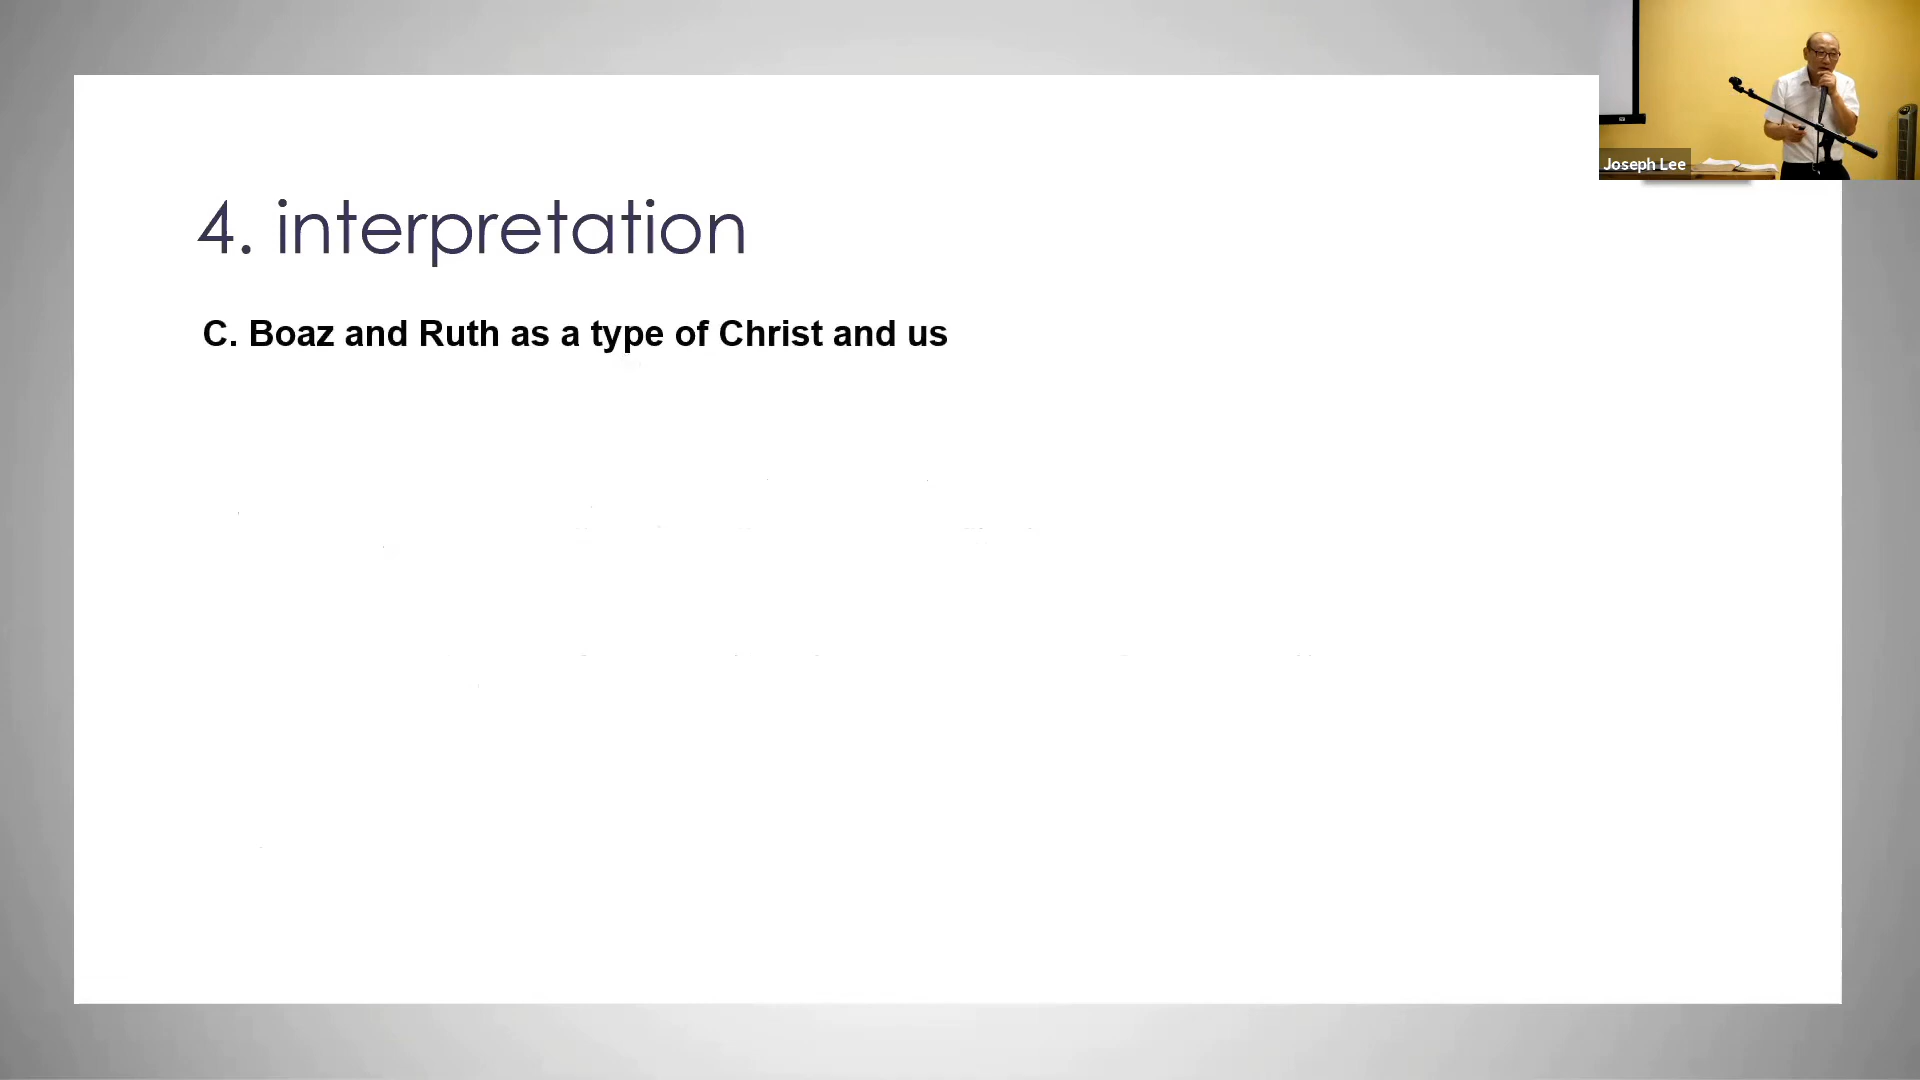 4. interpretation
C. Boaz and Ruth as a type of Christ and us
Joseph Lee